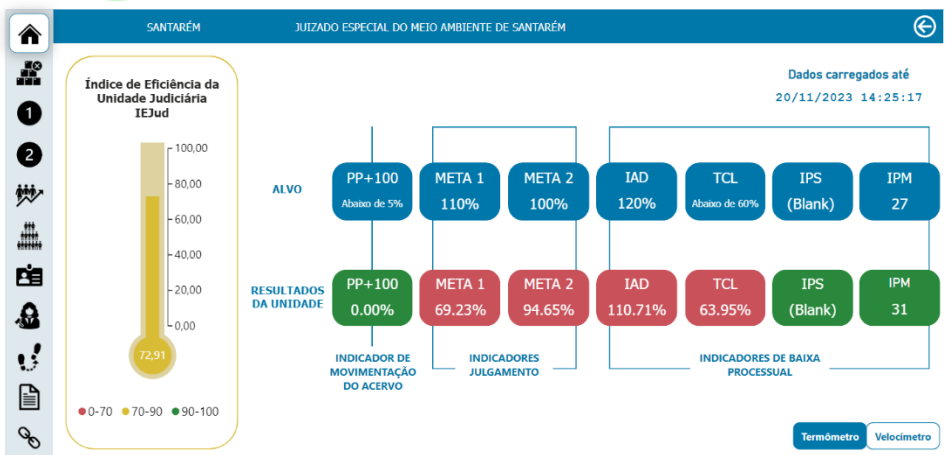 SANTARÉM
JUIZADO ESPECIAL DO MEIO AMBIENTE DE SANTARÉM
1
2
Índice de Eficiência da
Unidade Judiciária
IEJud
100,00
80,00
60,00
40,00
20,00
0,00
72,91
0-70 70-90 90-100
Dados carregados até
20/11/2023 14:25:17
ALVO
PP+100
Abaixo de 5%
META 1
110%
META 2
100%
IAD
120%
TCL
Abaixo de 60%
IPS
(Blank)
IPM
27
RESULTADOS
DA UNIDADE
PP+100
0.00%
META 1
69.23%
META 2
94.65%
IAD
110.71%
TCL
63.95%
IPS
(Blank)
IPM
31
INDICADOR DE
MOVIMENTAÇÃO
DO ACERVO
INDICADORES
JULGAMENTO
INDICADORES DE BAIXA
PROCESSUAL
Termômetro
Velocímetro